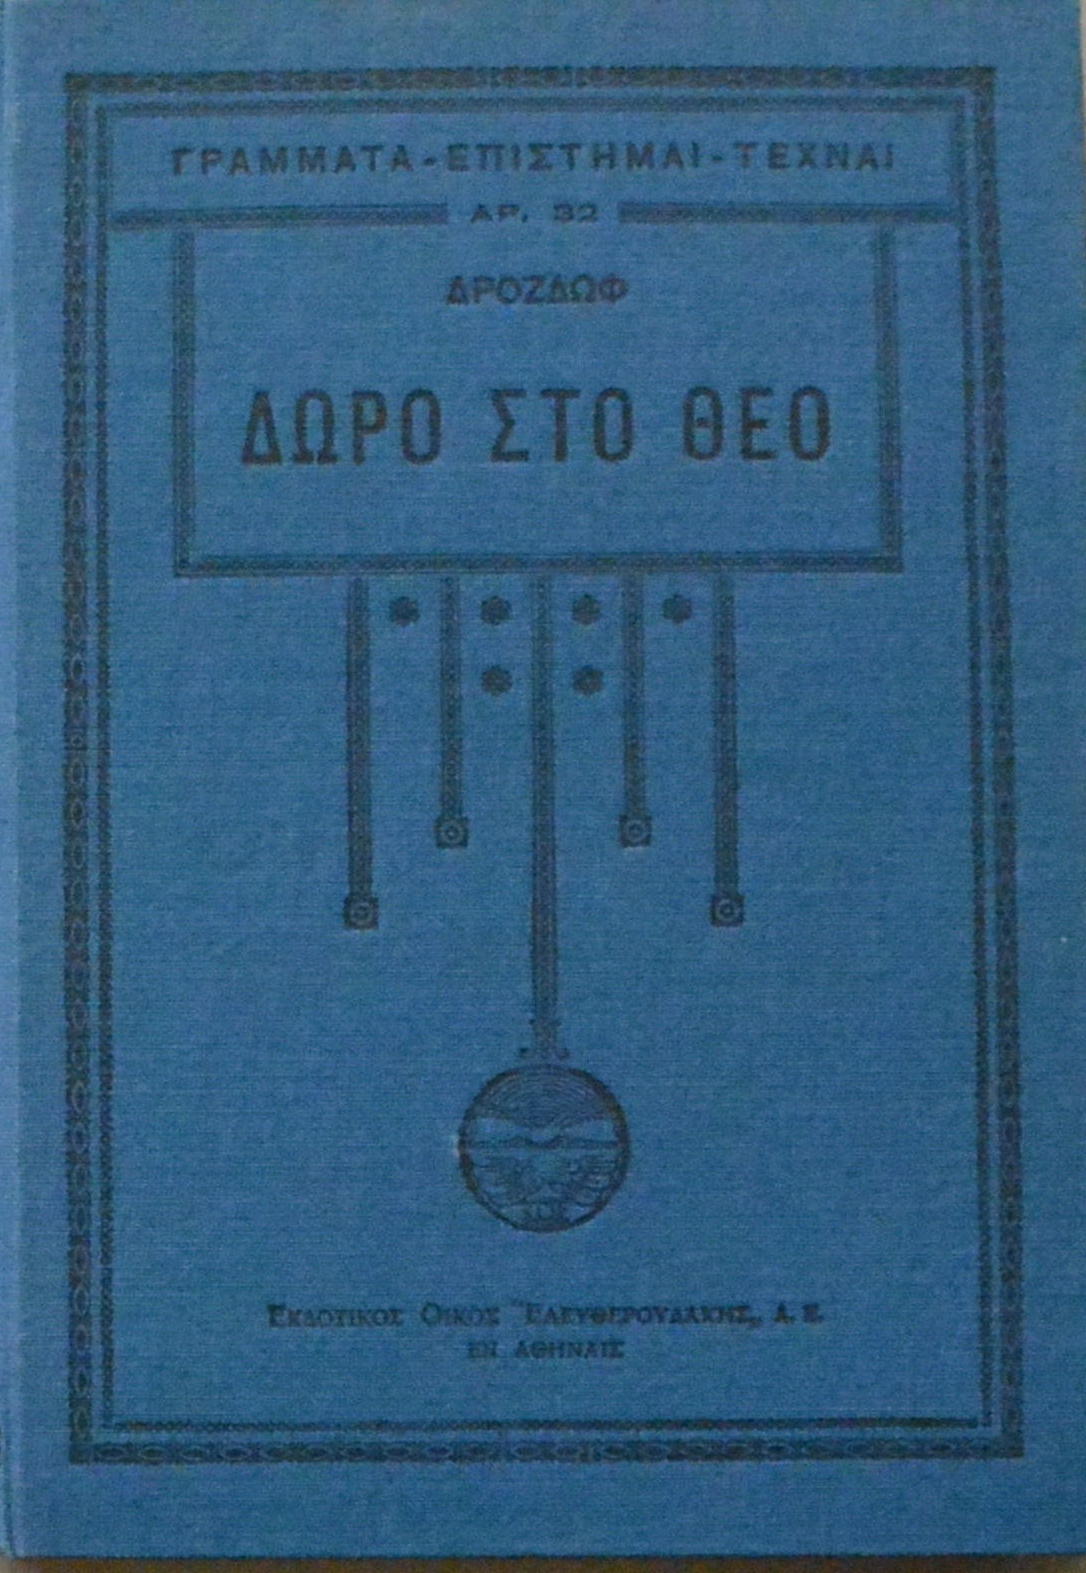 ΓΡΑΜΜΑΤΑ-ΕΠΙΣΤΗΜΑΙ-ΤΕΧΝΑΙ
ΑΡ. 32
ΔΡΟΖΔΩΦ
ΔΩΡΟ ΣΤΟ ΘΕΟ
ΕΚΔΟΤΙΚΟΣ ΟΙΚΟΣ "ΕΛΕΥΘΕΡΟΥΔΑΚΗΣ„ Α. Ε.
ΕΝ ΑΘΗΝΑΙΣ